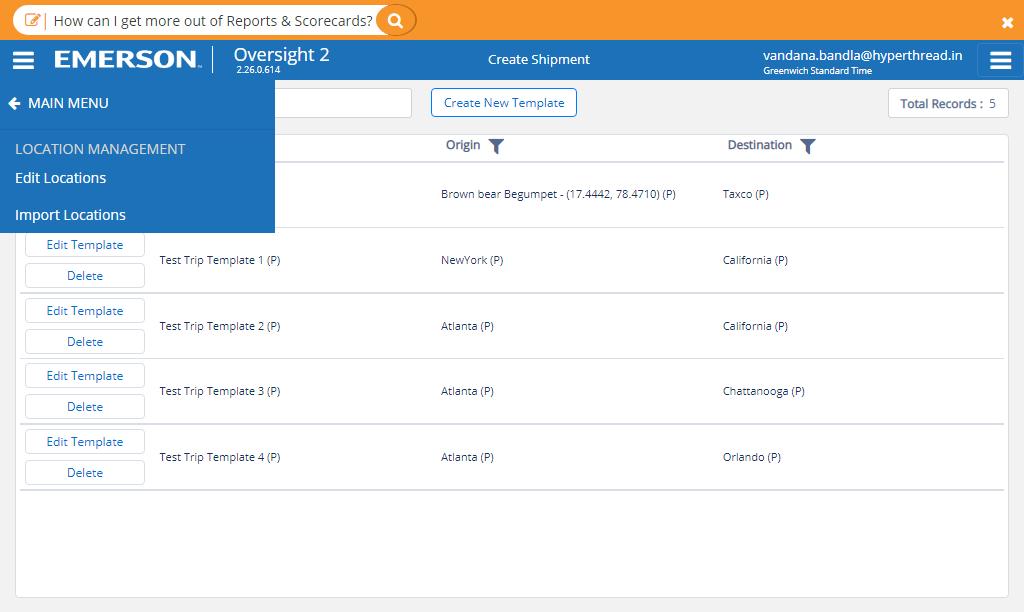 How can I get more out of Reports & Scorecards?
EMERSON™
Oversight 2
2.26.0.614
Create Shipment
vandana.bandla@hyperthread.in
Greenwich Standard Time
MAIN MENU
Create New Template
Total Records : 5
LOCATION MANAGEMENT
Edit Locations
Import Locations
Origin
Destination
Brown bear Begumpet - (17.4442, 78.4710) (P)
Taxco (P)
Edit Template
Delete
Test Trip Template 1 (P)
NewYork (P)
California (P)
Edit Template
Delete
Test Trip Template 2 (P)
Atlanta (P)
California (P)
Edit Template
Delete
Test Trip Template 3 (P)
Atlanta (P)
Chattanooga (P)
Edit Template
Delete
Test Trip Template 4 (P)
Atlanta (P)
Orlando (P)